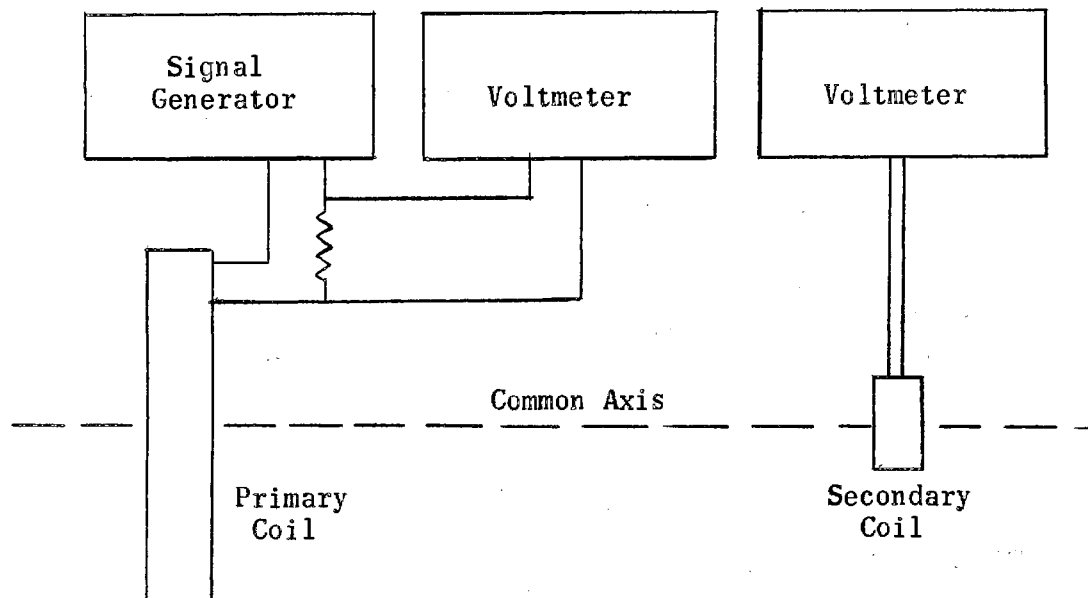 Signal
Generator
Voltmeter
Voltmeter
Common Axis
Primary
Coil
Secondary
Coil